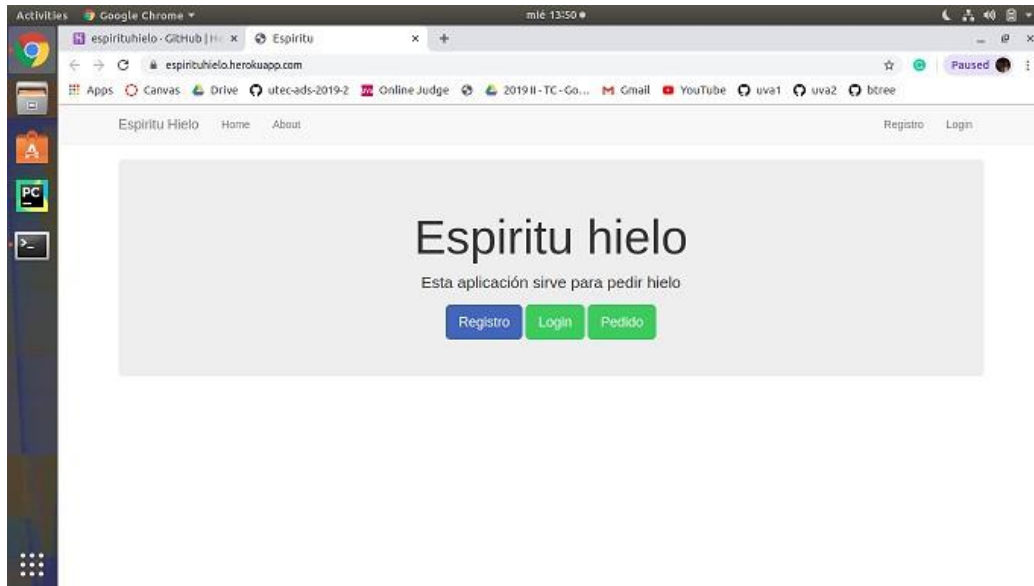 Activities Google Chrome mié 13:50
espirituhielo · GitHub | H Espiritu
espirituhielo.herokuapp.com Paused
Apps Canvas Drive utec-ads-2019-2 Online Judge 2019 II - TC - Go... Gmail YouTube uva1 uva2 btree
Espiritu Hielo Home About Registro Login
Espiritu hielo
Esta aplicación sirve para pedir hielo
Registro Login Pedido